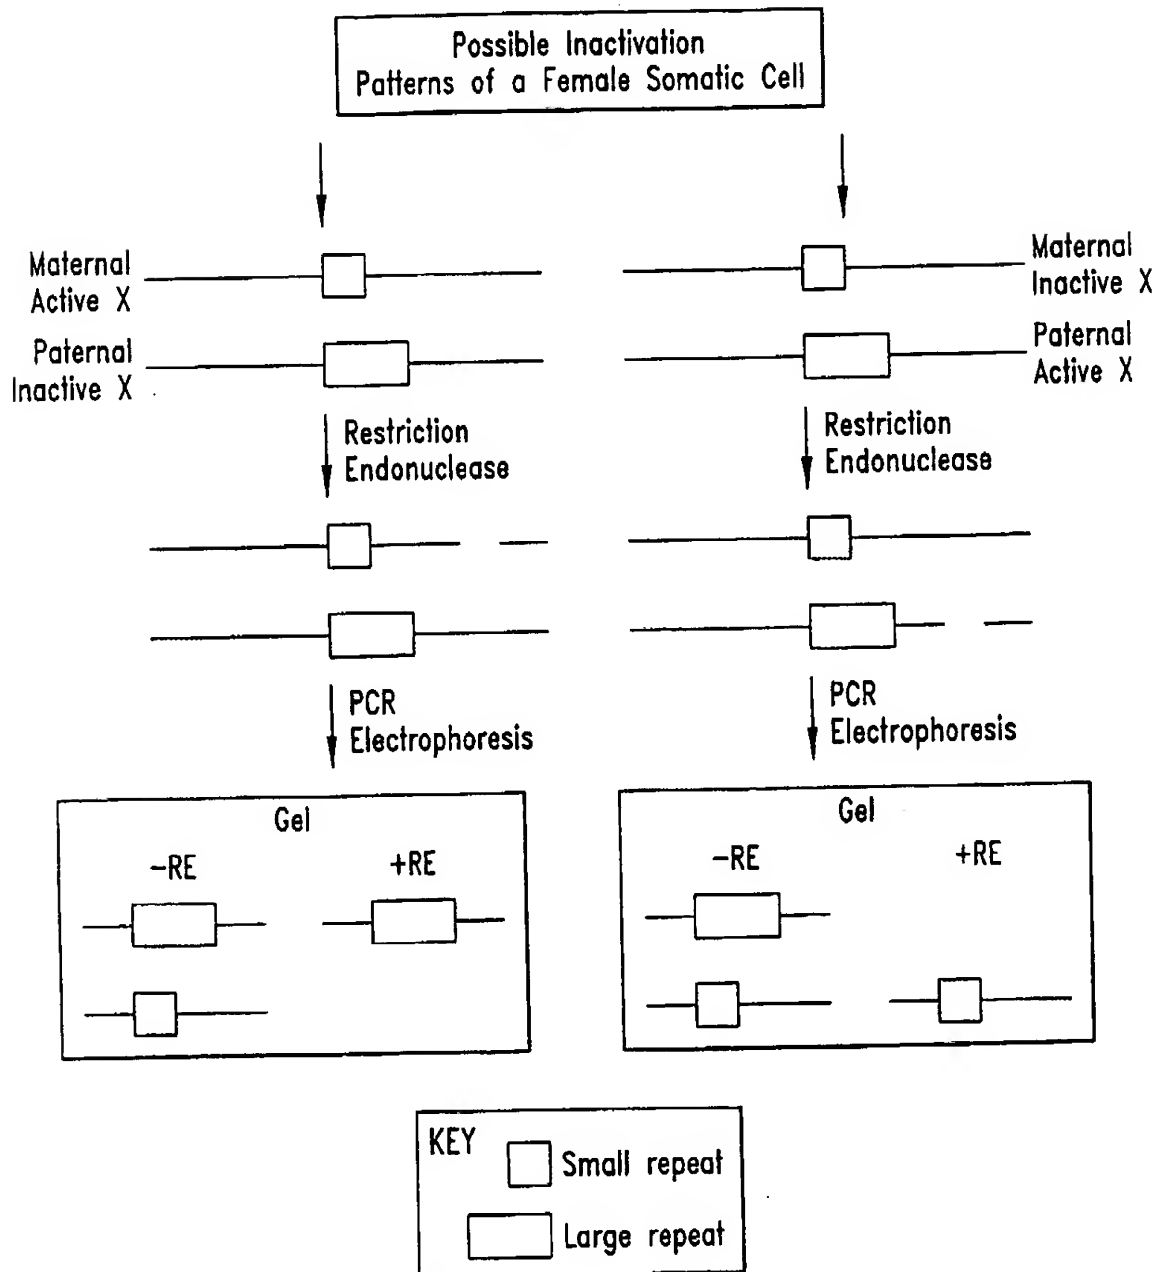 Possible Inactivation
Patterns of a Female Somatic Cell
Maternal
Active X
Paternal
Inactive X
Maternal
Inactive X
Paternal
Active X
Restriction
Endonuclease
Restriction
Endonuclease
PCR
Electrophoresis
PCR
Electrophoresis
Gel
-RE +RE
Gel
-RE +RE
KEY
Small repeat
Large repeat